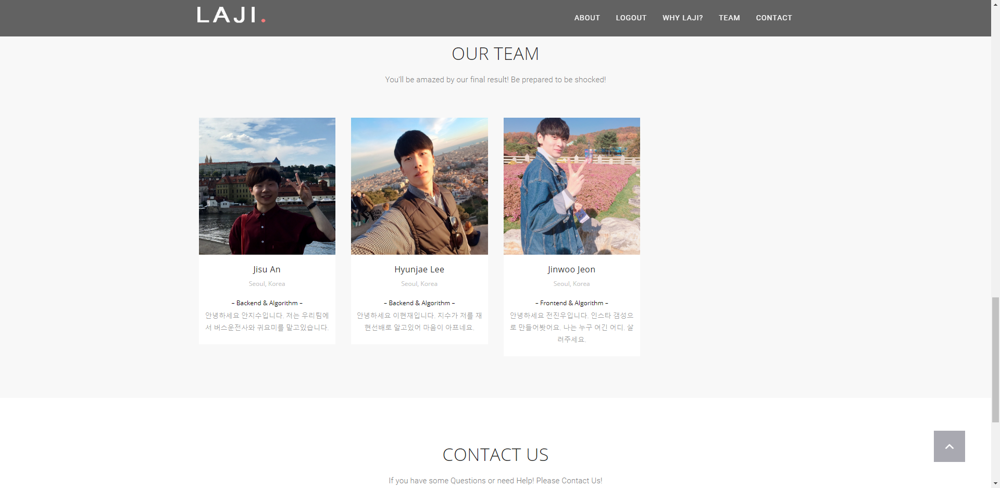 LAJI.
ABOUT LOGOUT WHY LAJI? TEAM CONTACT
OUR TEAM
You'll be amazed by our final result! Be prepared to be shocked!
Jisu An
Seoul, Korea
– Backend & Algorithm –
안녕하세요 안지수입니다. 저는 우리팀에
서 버스운전사와 귀요미를 맡고있습니다.
Hyunjae Lee
Seoul, Korea
– Backend & Algorithm –
안녕하세요 이현재입니다. 지수가 저를 재
현선배로 알고있어 마음이 아프네요.
Jinwoo Jeon
Seoul, Korea
– Frontend & Algorithm –
안녕하세요 전진우입니다. 인스타 갬성으
로 만들어봣어요. 나는 누구 여긴 어디. 살
려주세요.
CONTACT US
If you have some Questions or need Help! Please Contact Us!